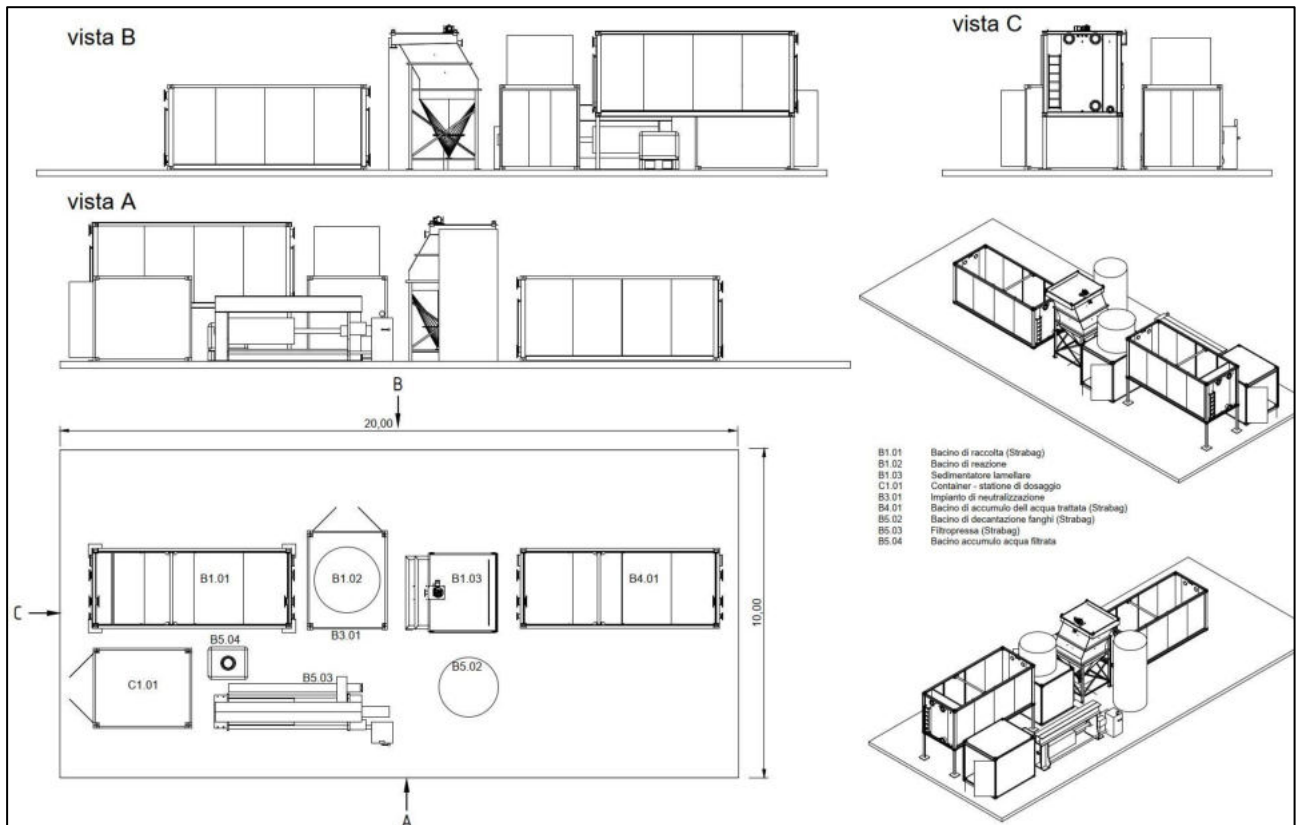 vista B
vista C
vista A
B
20,00
B1.01
B1.02
B1.03
B4.01
C
B3.01
B5.04
10,00
C1.01
B5.03
B5.02
A
B1.01 Bacino di raccolta (Strabag)
B1.02 Bacino di reazione
B1.03 Sedimentatore lamellare
C1.01 Container - statione di dosaggio
B3.01 Impianto di neutralizzazione
B4.01 Bacino di accumulo dell acqua trattata (Strabag)
B5.02 Bacino di decantazione fanghi (Strabag)
B5.03 Filtropressa (Strabag)
B5.04 Bacino accumulo acqua filtrata